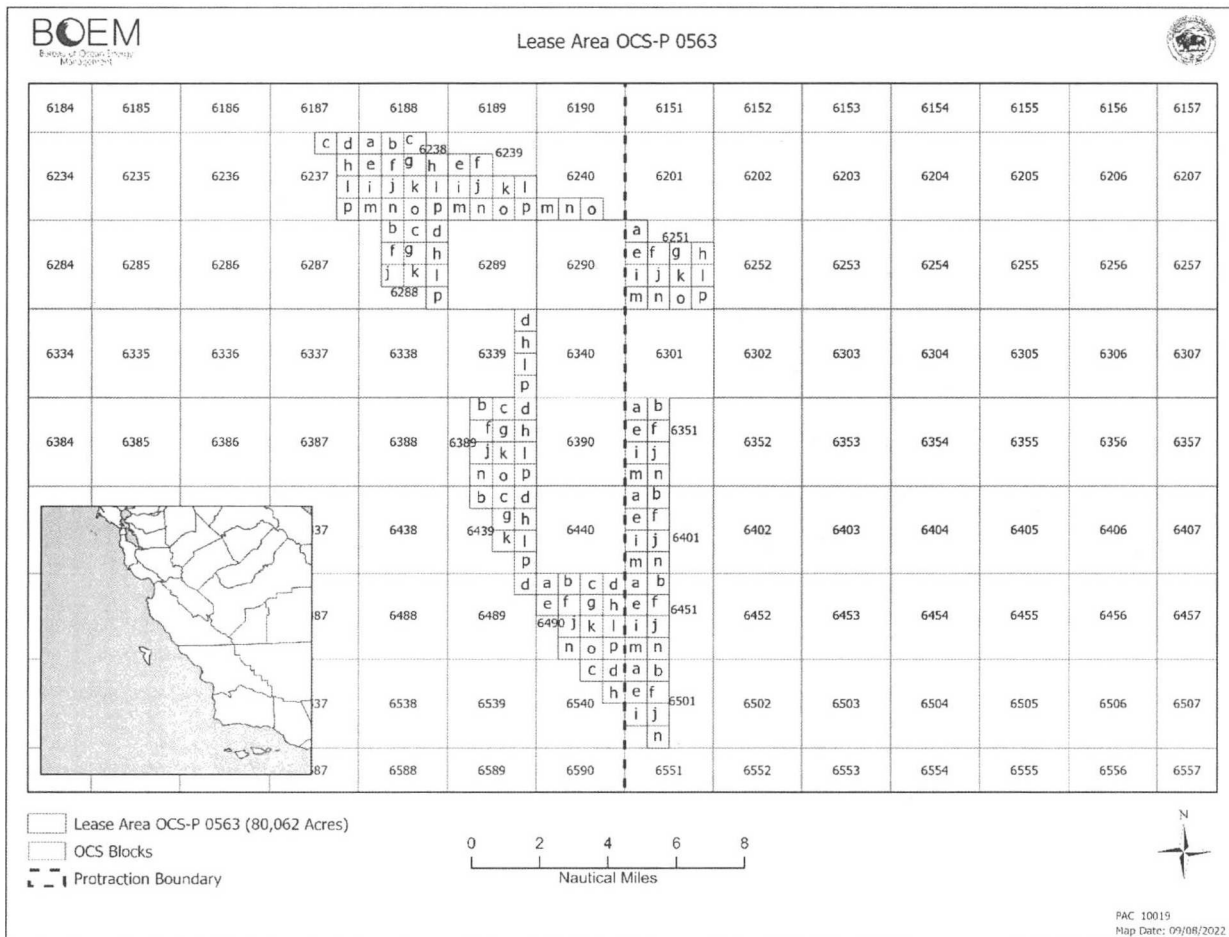 BOEM
Bureau of Ocean Energy
Management
Lease Area OCS-P 0563
6184 6185 6186 6187 6188 6189 6190 6151 6152 6153 6154 6155 6156 6157
c d a b c 6238 6239
h e f g h e f
6234 6235 6236 6237 6240 6201 6202 6203 6204 6205 6206 6207
l i j k l i j k l
p m n o p m n o p m n o
b c d a 6251
f g h e f g h
6284 6285 6286 6287 6289 6290 6252 6253 6254 6255 6256 6257
j k l i j k l
6288 p m n o p
d
h
6334 6335 6336 6337 6338 6339 6340 6301 6302 6303 6304 6305 6306 6307
l
p
b c d a b
f g h e f 6351
6384 6385 6386 6387 6388 6389 6390 6352 6353 6354 6355 6356 6357
j k l i j
n o p m n
b c d a b
g h e f
37 6438 6439 6440 6401 6402 6403 6404 6405 6406 6407
k l i j
p m n
d a b c d a b
e f g h e f 6451
87 6488 6489 6452 6453 6454 6455 6456 6457
6490 j k l i j
n o p m n
c d a b
h e f
37 6538 6539 6540 6501 6502 6503 6504 6505 6506 6507
i j
n
87 6588 6589 6590 6551 6552 6553 6554 6555 6556 6557
Lease Area OCS-P 0563 (80,062 Acres)
OCS Blocks
Protraction Boundary
0 2 4 6 8
Nautical Miles
N
PAC 10019
Map Date: 09/08/2022